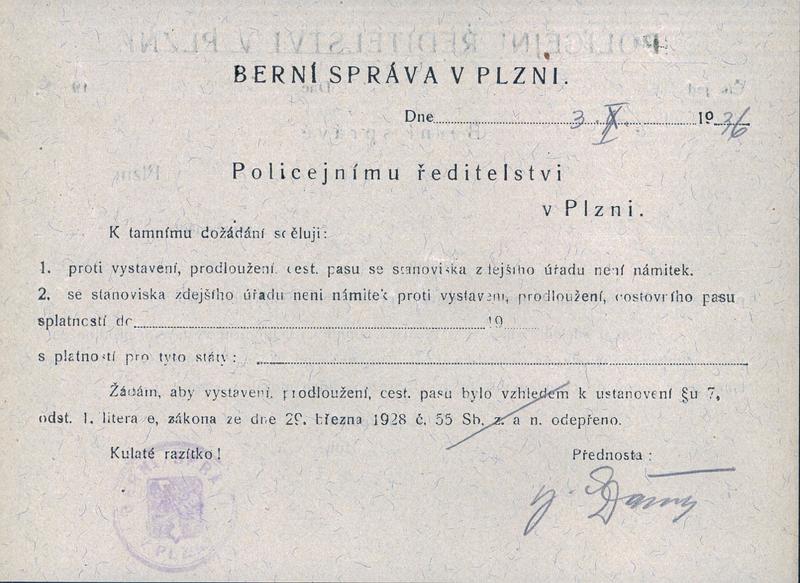 BERNÍ SPRÁVA V PLZNI.
Dne 3. X. 1936
Policejnímu ředitelství
v Plzni.
K tamnímu dožádání sděluji:
1. proti vystavení, prodloužení, cest. pasu se stanoviska zdejšího úřadu není námitek.
2. se stanoviska zdejšího úřadu není námitek proti vystavení, prodloužení, cestovního pasu
splatností do 19
s platností pro tyto státy:
Žádám, aby vystavení, prodloužení, cest. pasu bylo vzhledem k ustanovení §u 7,
odst. 1. litera e, zákona ze dne 29. března 1928 č. 55 Sb. z. a n. odepřeno.
Kulaté razítko! Přednosta:
BERNÍ SPRÁVA
V PLZNI